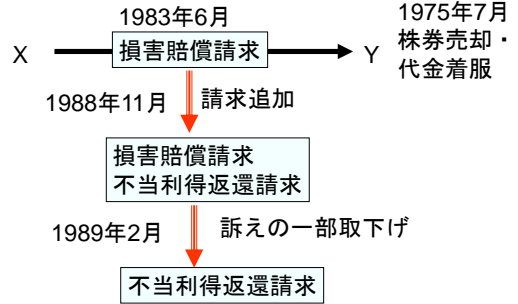 1983年6月
1975年7月
株券売却・
代金着服
X
損害賠償請求
Y
1988年11月
請求追加
損害賠償請求
不当利得返還請求
1989年2月
訴えの一部取下げ
不当利得返還請求